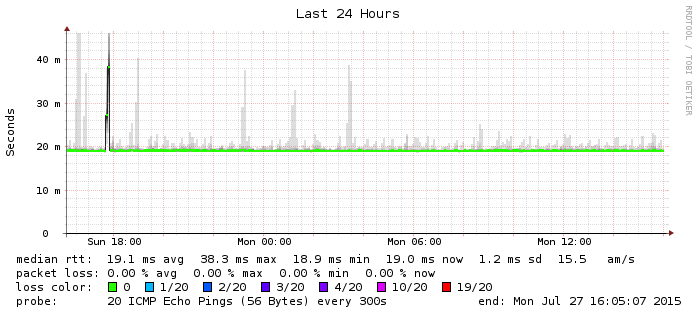 Last 24 Hours
RRDTOOL / TOBI OETIKER
Seconds
40 m
30 m
20 m
10 m
0
Sun 18:00 Mon 00:00 Mon 06:00 Mon 12:00
median rtt: 19.1 ms avg 38.3 ms max 18.9 ms min 19.0 ms now 1.2 ms sd 15.5 am/s
packet loss: 0.00 % avg 0.00 % max 0.00 % min 0.00 % now
loss color: 0 1/20 2/20 3/20 4/20 10/20 19/20
probe: 20 ICMP Echo Pings (56 Bytes) every 300s end: Mon Jul 27 16:05:07 2015